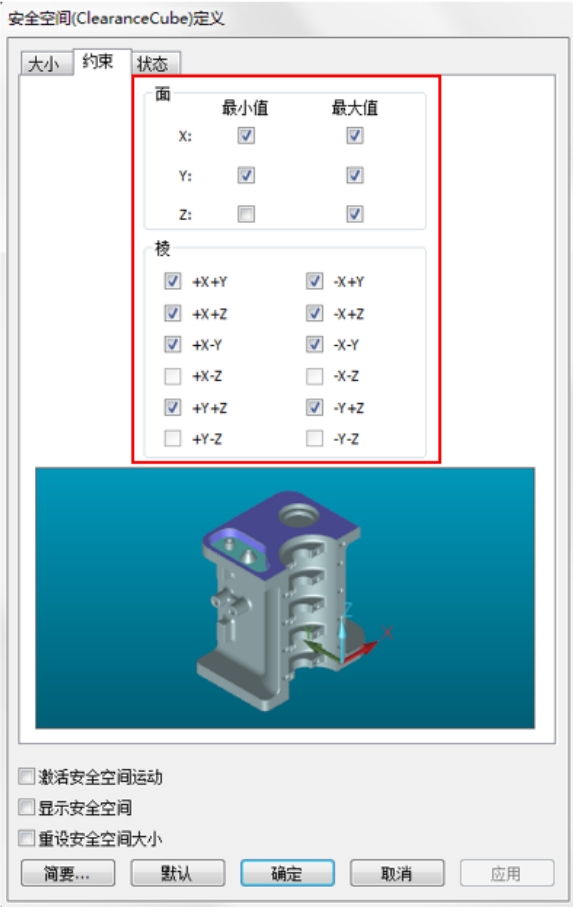 安全空间(ClearanceCube)定义
大小 约束 状态
面
最小值 最大值
X:
Y:
Z:
棱
+X+Y -X+Y
+X+Z -X+Z
+X-Y -X-Y
+X-Z -X-Z
+Y+Z -Y+Z
+Y-Z -Y-Z
Z
X
激活安全空间运动
显示安全空间
重设安全空间大小
简要... 默认 确定 取消 应用